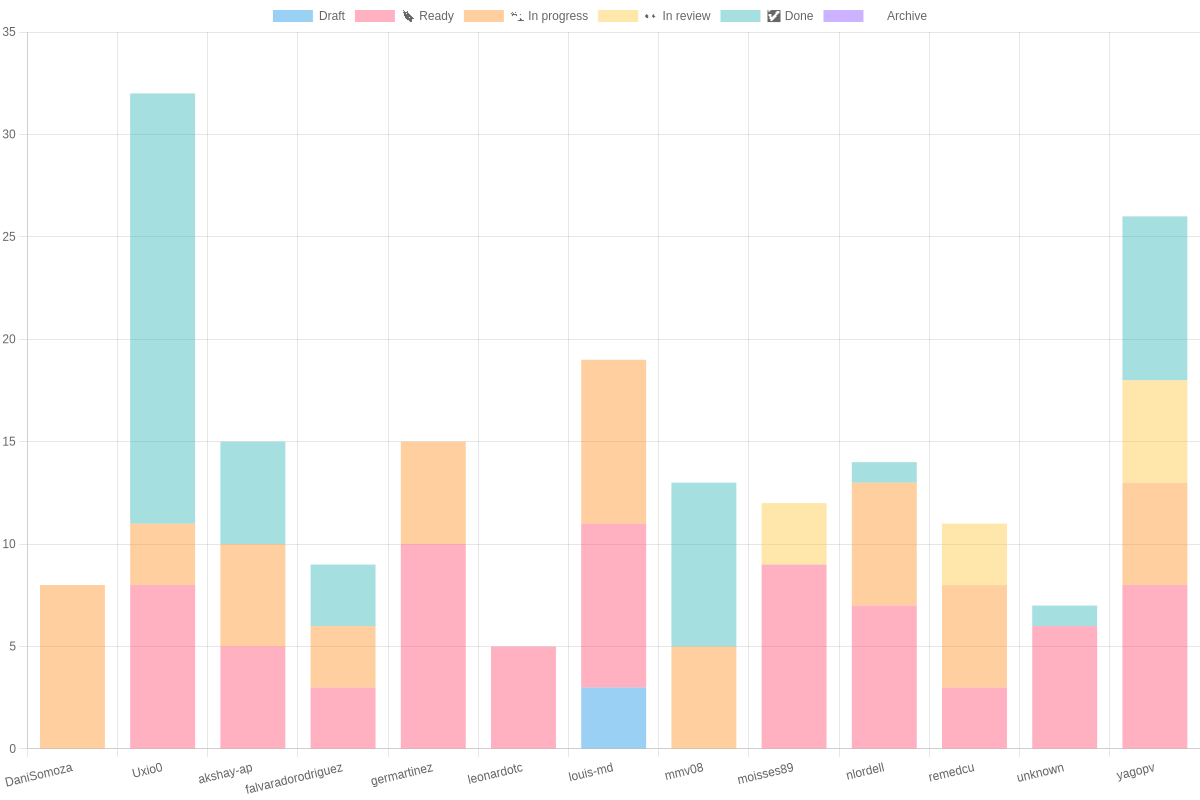 Draft 🔖 Ready 🏗 In progress 👀 In review ✅ Done Archive
35
30
25
20
15
10
5
0
DaniSomoza
Uxio0
akshay-ap
falvaradorodriguez
germartinez
leonardotc
louis-md
mmv08
moisses89
nlordell
remedcu
unknown
yagopv